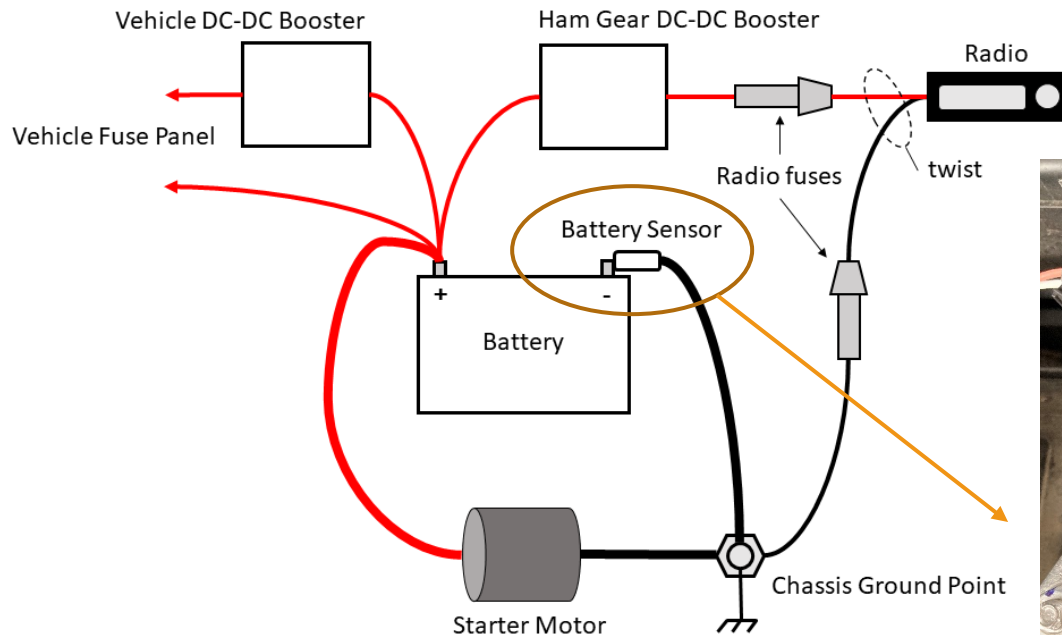 Vehicle DC-DC Booster
Ham Gear DC-DC Booster
Radio
Vehicle Fuse Panel
Radio fuses
twist
Battery Sensor
+
-
Battery
Chassis Ground Point
Starter Motor